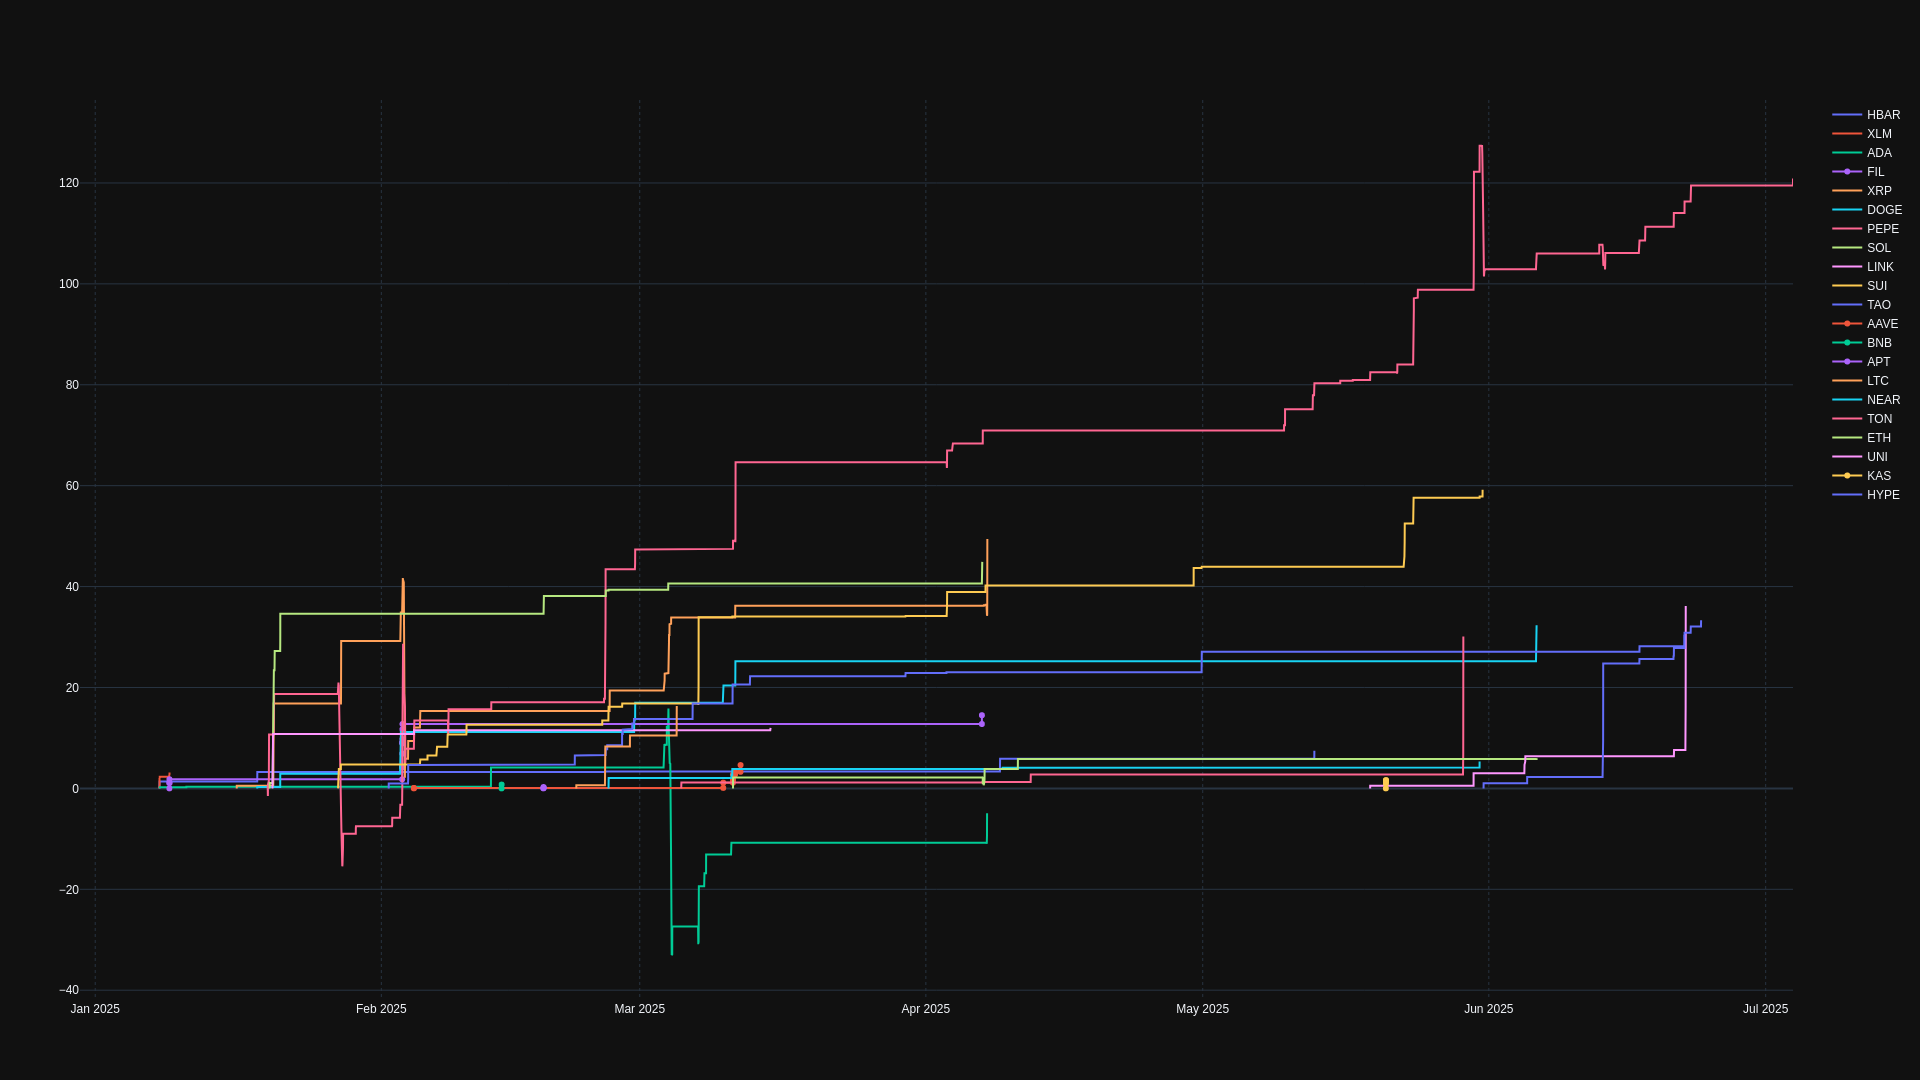 120
100
80
60
40
20
0
−20
−40
Jan 2025
Feb 2025
Mar 2025
Apr 2025
May 2025
Jun 2025
Jul 2025
HBAR
XLM
ADA
FIL
XRP
DOGE
PEPE
SOL
LINK
SUI
TAO
AAVE
BNB
APT
LTC
NEAR
TON
ETH
UNI
KAS
HYPE